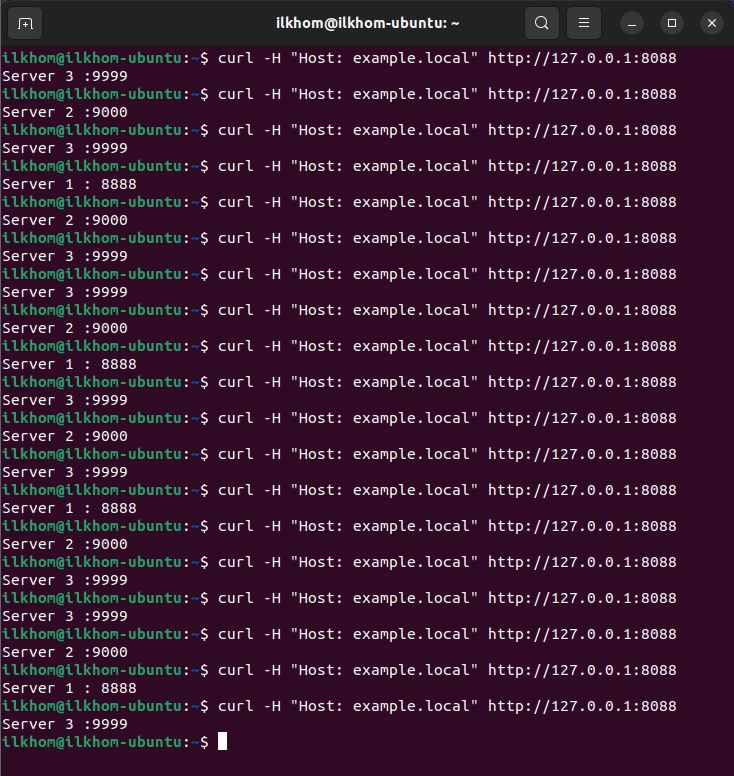 ilkhom@ilkhom-ubuntu: ~
ilkhom@ilkhom-ubuntu:~$ curl -H "Host: example.local" http://127.0.0.1:8088
Server 3 :9999
ilkhom@ilkhom-ubuntu:~$ curl -H "Host: example.local" http://127.0.0.1:8088
Server 2 :9000
ilkhom@ilkhom-ubuntu:~$ curl -H "Host: example.local" http://127.0.0.1:8088
Server 3 :9999
ilkhom@ilkhom-ubuntu:~$ curl -H "Host: example.local" http://127.0.0.1:8088
Server 1 : 8888
ilkhom@ilkhom-ubuntu:~$ curl -H "Host: example.local" http://127.0.0.1:8088
Server 2 :9000
ilkhom@ilkhom-ubuntu:~$ curl -H "Host: example.local" http://127.0.0.1:8088
Server 3 :9999
ilkhom@ilkhom-ubuntu:~$ curl -H "Host: example.local" http://127.0.0.1:8088
Server 3 :9999
ilkhom@ilkhom-ubuntu:~$ curl -H "Host: example.local" http://127.0.0.1:8088
Server 2 :9000
ilkhom@ilkhom-ubuntu:~$ curl -H "Host: example.local" http://127.0.0.1:8088
Server 1 : 8888
ilkhom@ilkhom-ubuntu:~$ curl -H "Host: example.local" http://127.0.0.1:8088
Server 3 :9999
ilkhom@ilkhom-ubuntu:~$ curl -H "Host: example.local" http://127.0.0.1:8088
Server 2 :9000
ilkhom@ilkhom-ubuntu:~$ curl -H "Host: example.local" http://127.0.0.1:8088
Server 3 :9999
ilkhom@ilkhom-ubuntu:~$ curl -H "Host: example.local" http://127.0.0.1:8088
Server 1 : 8888
ilkhom@ilkhom-ubuntu:~$ curl -H "Host: example.local" http://127.0.0.1:8088
Server 2 :9000
ilkhom@ilkhom-ubuntu:~$ curl -H "Host: example.local" http://127.0.0.1:8088
Server 3 :9999
ilkhom@ilkhom-ubuntu:~$ curl -H "Host: example.local" http://127.0.0.1:8088
Server 3 :9999
ilkhom@ilkhom-ubuntu:~$ curl -H "Host: example.local" http://127.0.0.1:8088
Server 2 :9000
ilkhom@ilkhom-ubuntu:~$ curl -H "Host: example.local" http://127.0.0.1:8088
Server 1 : 8888
ilkhom@ilkhom-ubuntu:~$ curl -H "Host: example.local" http://127.0.0.1:8088
Server 3 :9999
ilkhom@ilkhom-ubuntu:~$